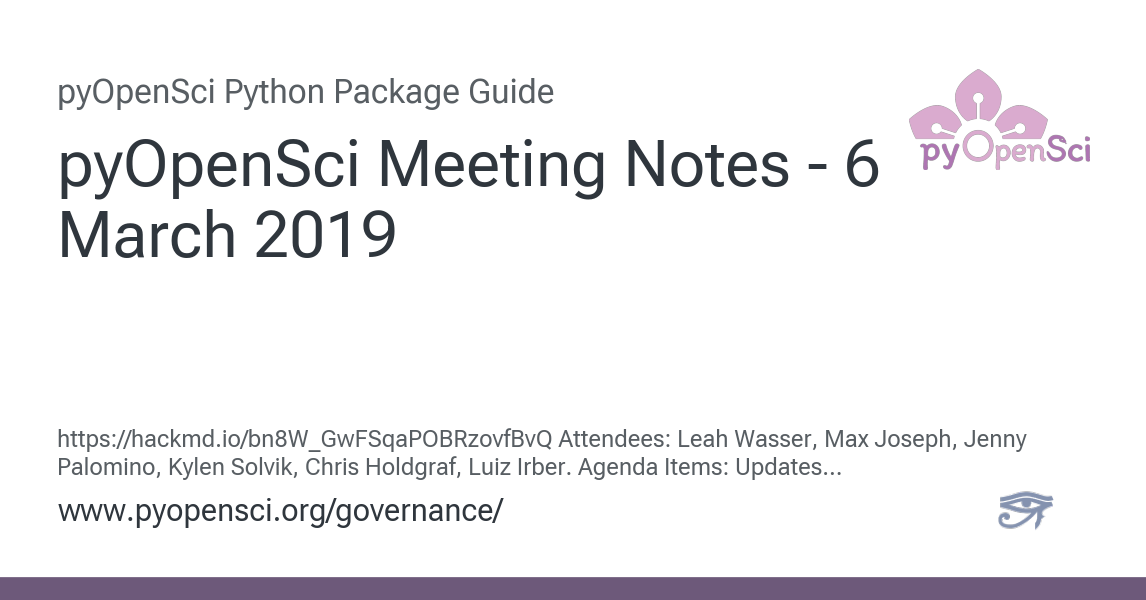 pyOpenSci Python Package Guide
pyOpenSci Meeting Notes - 6
March 2019
pyOpenSci
https://hackmd.io/bn8W_GwFSqaPOBRzovfBvQ Attendees: Leah Wasser, Max Joseph, Jenny
Palomino, Kylen Solvik, Chris Holdgraf, Luiz Irber. Agenda Items: Updates...
www.pyopensci.org/governance/